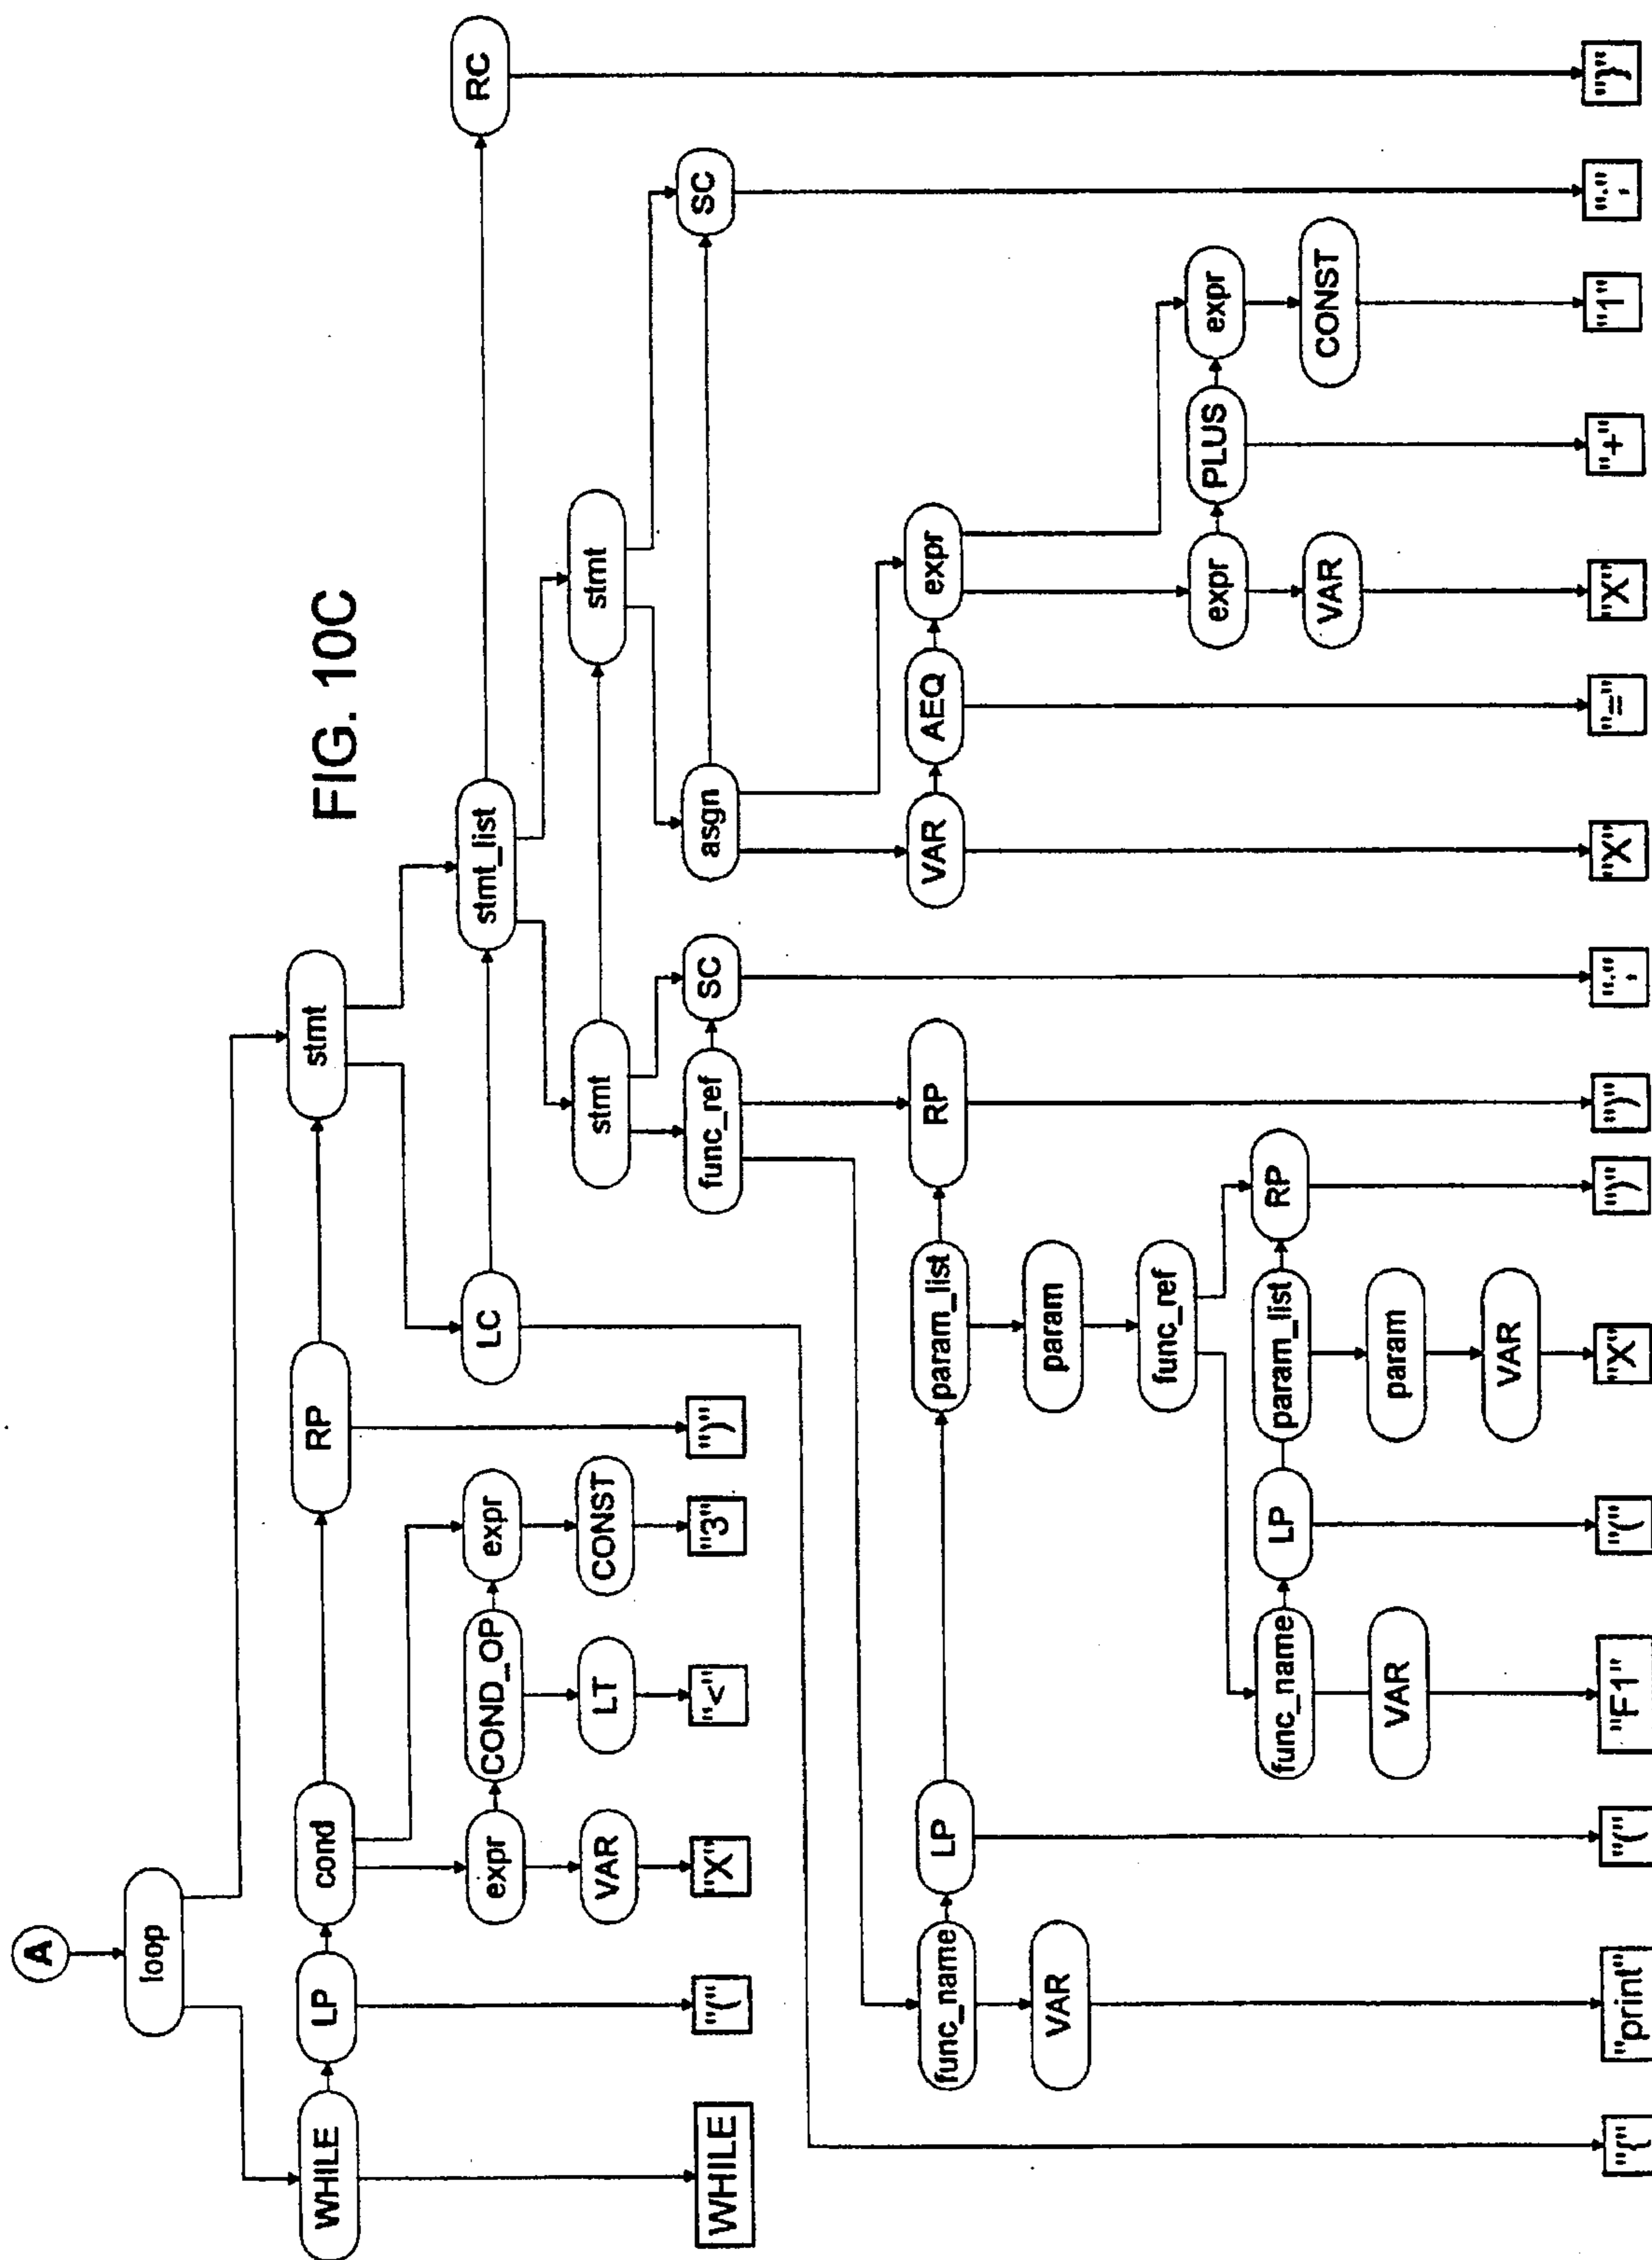 FIG. 10C
A
loop
WHILE
LP
cond
RP
stmt
expr
COND_OP
expr
LC
stmt_list
RC
VAR
LT
CONST
stmt
stmt
WHILE
"("
"X"
"<"
"3"
")"
func_ref
SC
asgn
SC
func_name
LP
param_list
RP
VAR
AEQ
expr
VAR
param
func_ref
expr
PLUS
expr
func_name
LP
param_list
RP
VAR
CONST
VAR
param
VAR
"{"
"print"
"("
"F1"
"("
"X"
")"
")"
";"
"X"
"="
"X"
"+"
"1"
";"
"}"